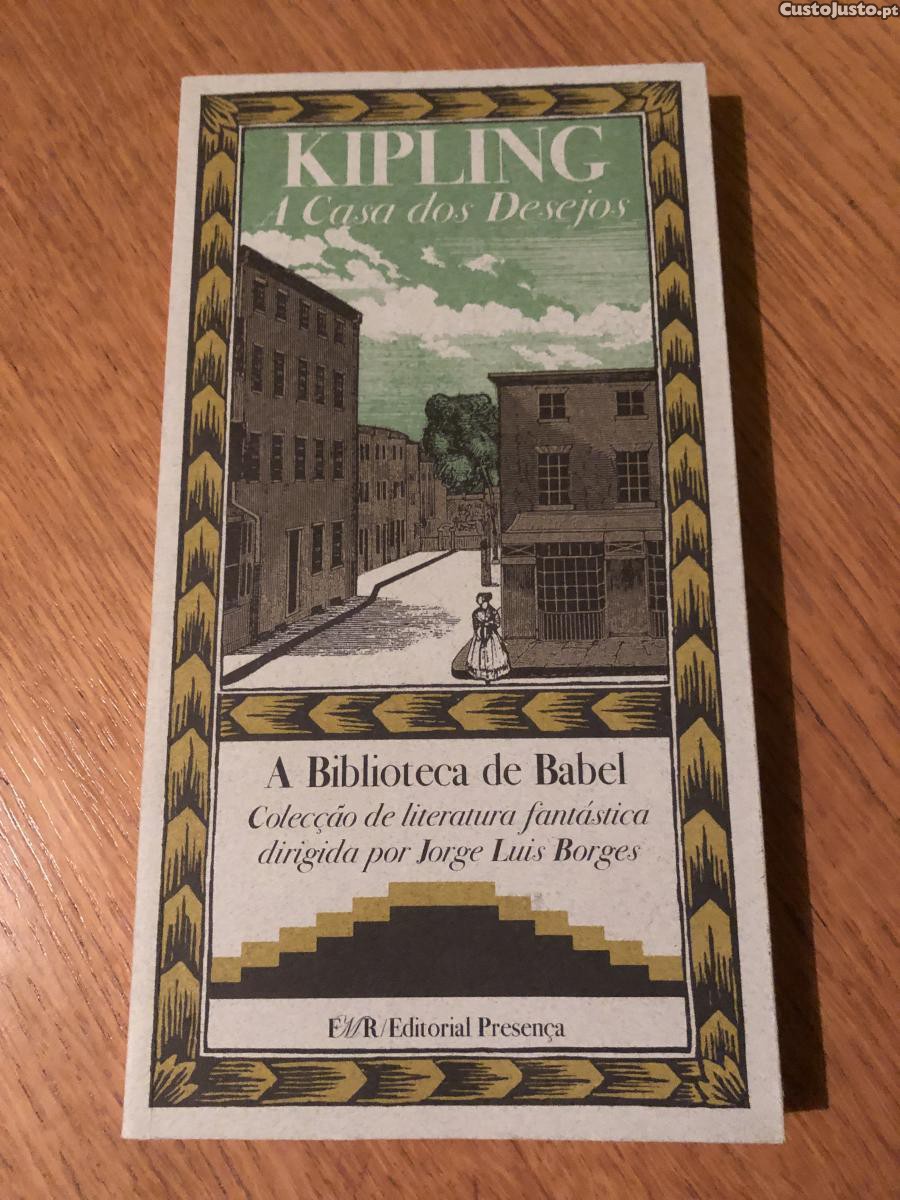 CustoJusto.pt
KIPLING
A Casa dos Desejos
A Biblioteca de Babel
Colecção de literatura fantástica
dirigida por Jorge Luis Borges
FMR/Editorial Presença